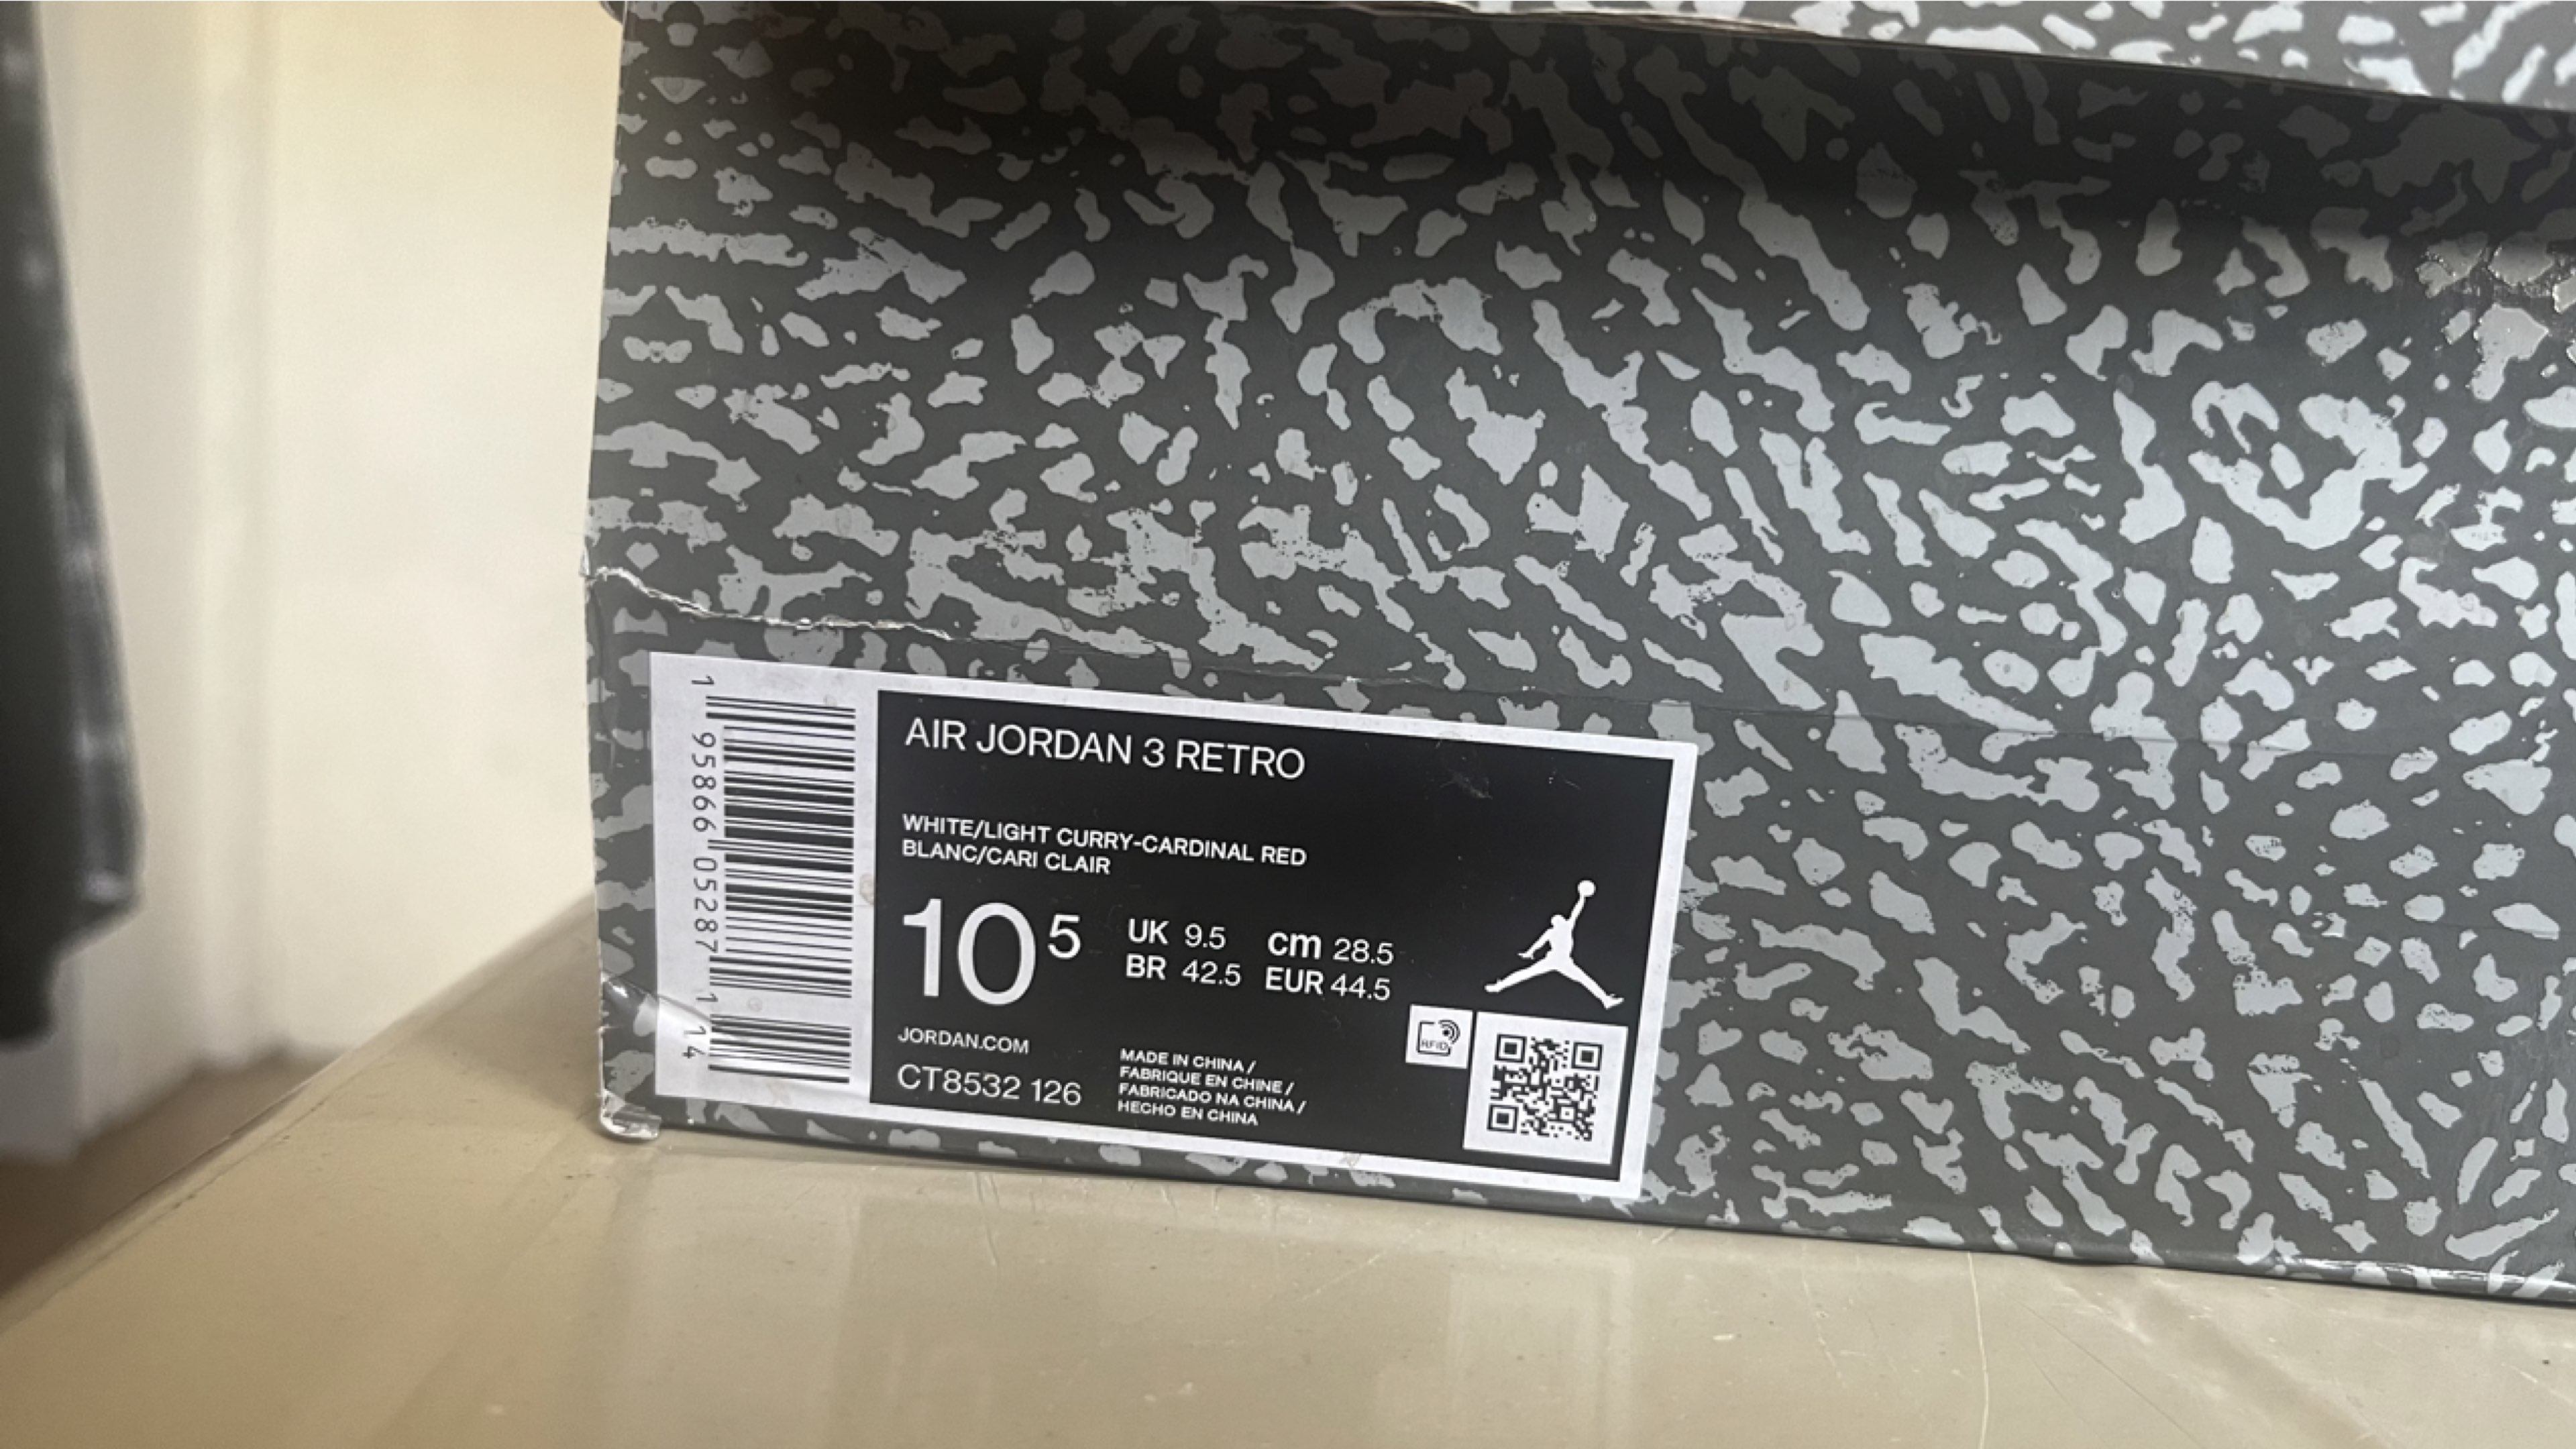 1 95866 05287 1 14
AIR JORDAN 3 RETRO
WHITE/LIGHT CURRY-CARDINAL RED
BLANC/CARI CLAIR
10 5
UK 9.5 cm 28.5
BR 42.5 EUR 44.5
JORDAN.COM
CT8532 126
MADE IN CHINA /
FABRIQUE EN CHINE /
FABRICADO NA CHINA /
HECHO EN CHINA
RFID